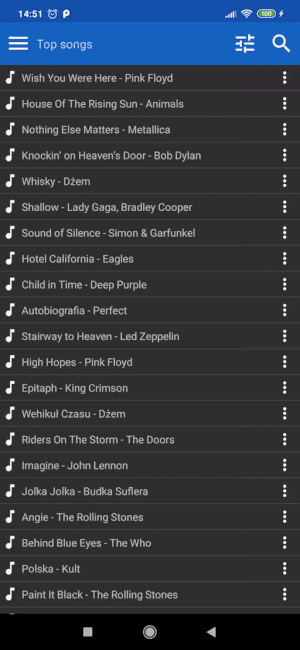 14:51
Top songs
Wish You Were Here - Pink Floyd
House Of The Rising Sun - Animals
Nothing Else Matters - Metallica
Knockin' on Heaven's Door - Bob Dylan
Whisky - Dżem
Shallow - Lady Gaga, Bradley Cooper
Sound of Silence - Simon & Garfunkel
Hotel California - Eagles
Child in Time - Deep Purple
Autobiografia - Perfect
Stairway to Heaven - Led Zeppelin
High Hopes - Pink Floyd
Epitaph - King Crimson
Wehikuł Czasu - Dżem
Riders On The Storm - The Doors
Imagine - John Lennon
Jolka Jolka - Budka Suflera
Angie - The Rolling Stones
Behind Blue Eyes - The Who
Polska - Kult
Paint It Black - The Rolling Stones